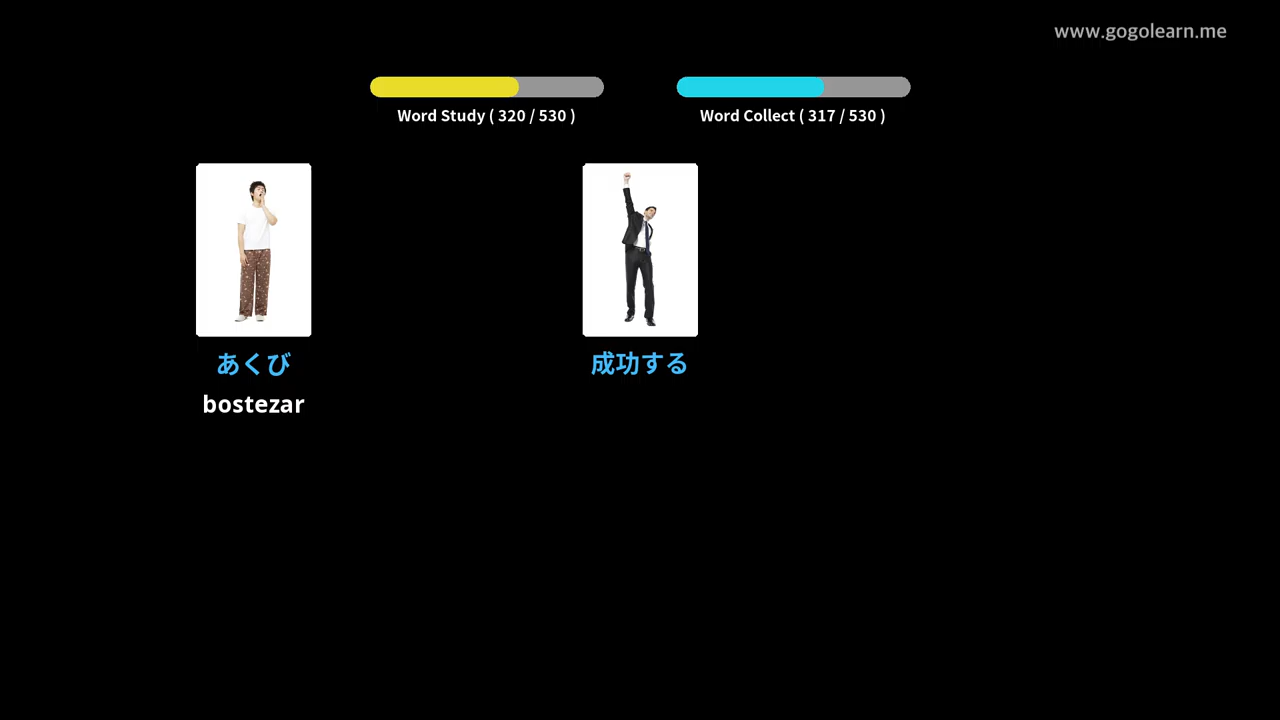 www.gogolearn.me
Word Study ( 320 / 530 )
Word Collect ( 317 / 530 )
あくび
成功する
bostezar